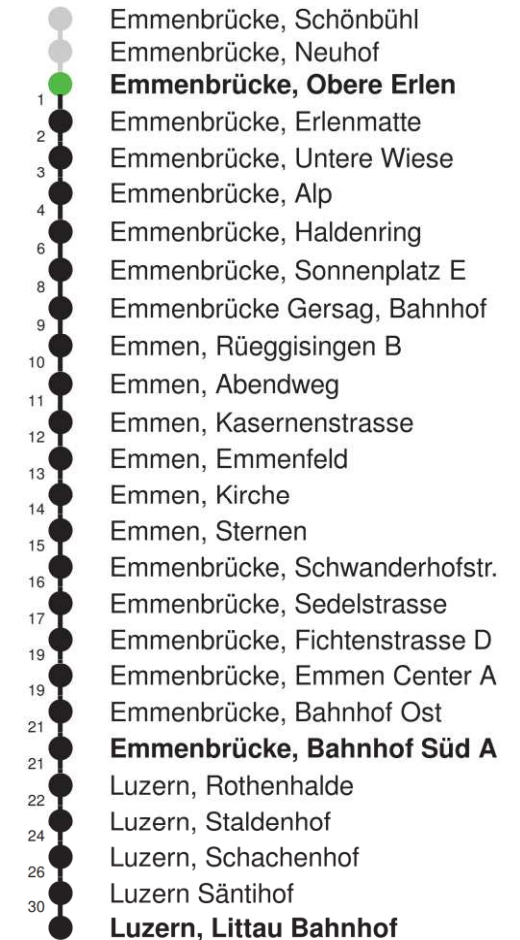 Emmenbrücke, Schönbühl
Emmenbrücke, Neuhof
Emmenbrücke, Obere Erlen
1
Emmenbrücke, Erlenmatte
2
Emmenbrücke, Untere Wiese
3
Emmenbrücke, Alp
4
Emmenbrücke, Haldenring
6
Emmenbrücke, Sonnenplatz E
8
Emmenbrücke Gersag, Bahnhof
9
Emmen, Rüeggisingen B
10
Emmen, Abendweg
11
Emmen, Kasernenstrasse
12
Emmen, Emmenfeld
13
Emmen, Kirche
14
Emmen, Sternen
15
Emmenbrücke, Schwanderhofstr.
16
Emmenbrücke, Sedelstrasse
17
Emmenbrücke, Fichtenstrasse D
19
Emmenbrücke, Emmen Center A
19
Emmenbrücke, Bahnhof Ost
21
Emmenbrücke, Bahnhof Süd A
21
Luzern, Rothenhalde
22
Luzern, Staldenhof
24
Luzern, Schachenhof
26
Luzern Säntihof
30
Luzern, Littau Bahnhof